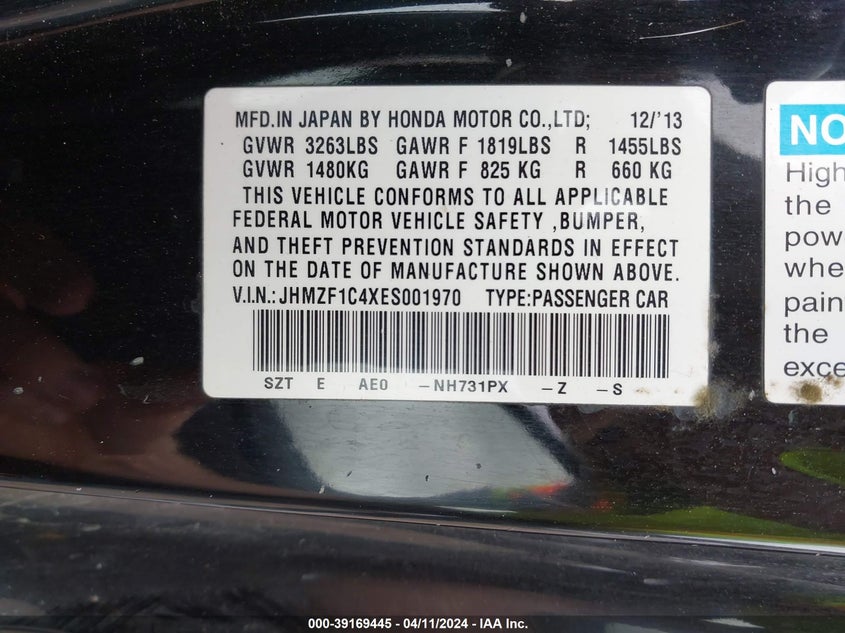 MFD.IN JAPAN BY HONDA MOTOR CO.,LTD; 12/'13
GVWR 3263LBS GAWR F 1819LBS R 1455LBS
GVWR 1480KG GAWR F 825 KG R 660 KG
THIS VEHICLE CONFORMS TO ALL APPLICABLE
FEDERAL MOTOR VEHICLE SAFETY ,BUMPER,
AND THEFT PREVENTION STANDARDS IN EFFECT
ON THE DATE OF MANUFACTURE SHOWN ABOVE.
V.I.N.: JHMZF1C4XES001970 TYPE:PASSENGER CAR
SZT E AE0 -NH731PX -Z -S
NO
High
the
powe
whe
pain
the
exce
000-39169445 - 04/11/2024 - IAA Inc.